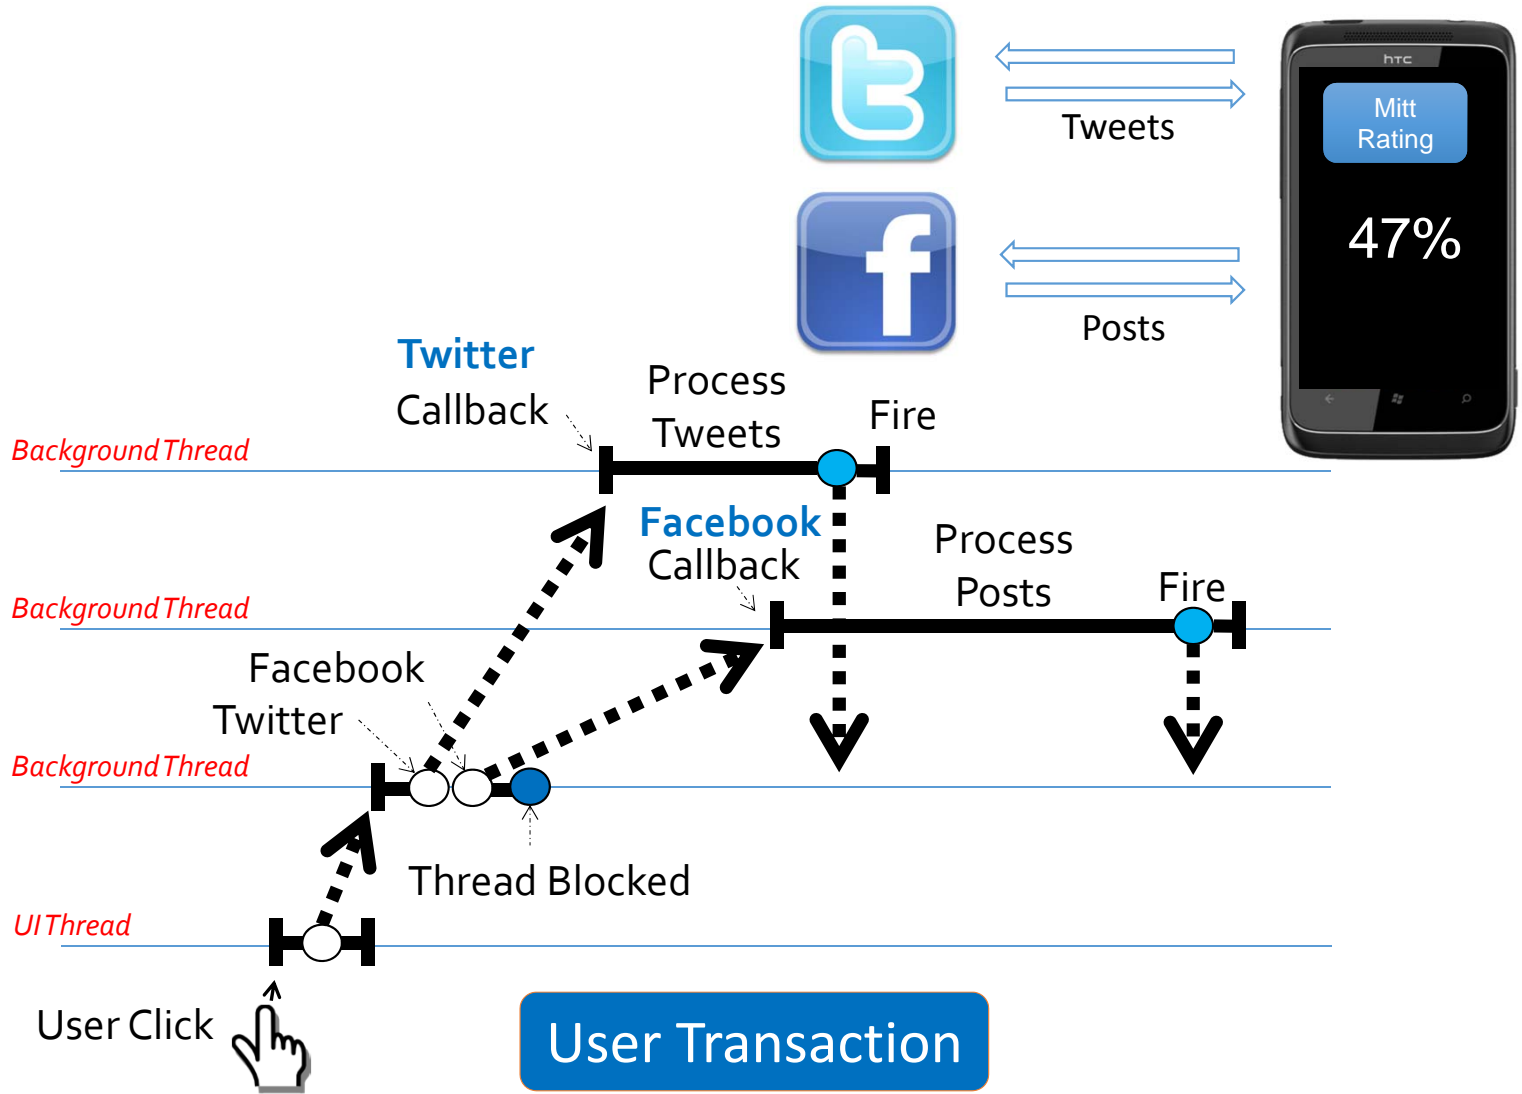 Tweets
hTC
Mitt
Rating
47%
f
Posts
Twitter
Callback
Process
Tweets
Fire
Background Thread
Facebook
Callback
Process
Posts
Fire
Background Thread
Facebook
Twitter
Background Thread
Thread Blocked
UI Thread
User Click
User Transaction